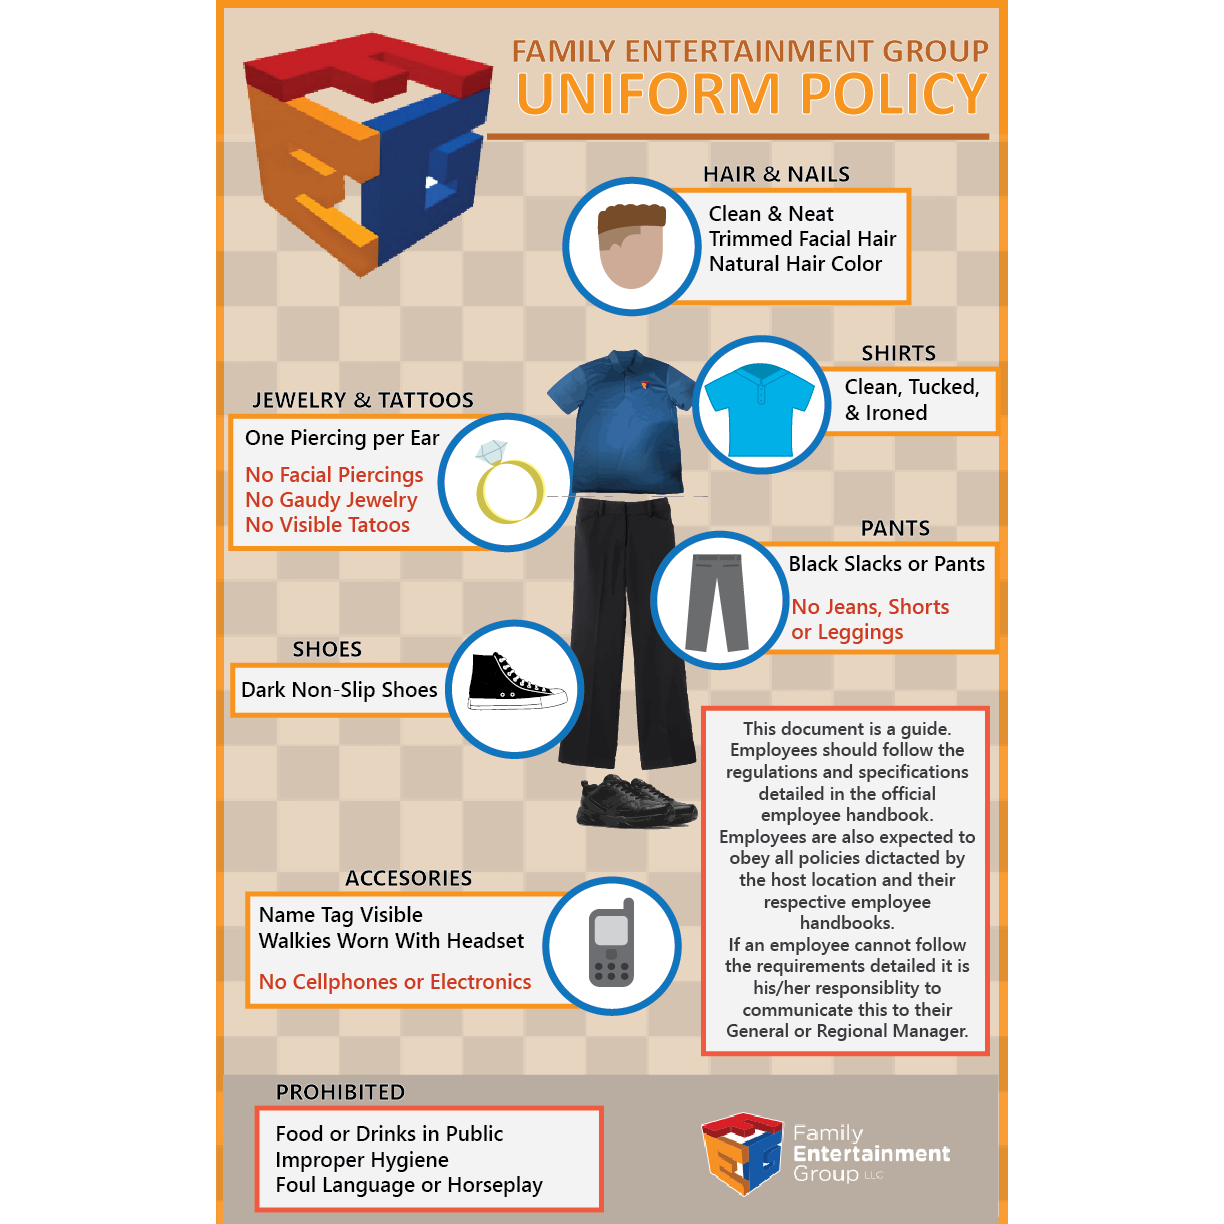 FAMILY ENTERTAINMENT GROUP
UNIFORM POLICY
HAIR & NAILS
Clean & Neat
Trimmed Facial Hair
Natural Hair Color
SHIRTS
Clean, Tucked,
& Ironed
JEWELRY & TATTOOS
One Piercing per Ear
No Facial Piercings
No Gaudy Jewelry
No Visible Tatoos
PANTS
Black Slacks or Pants
No Jeans, Shorts
or Leggings
SHOES
Dark Non-Slip Shoes
This document is a guide.
Employees should follow the
regulations and specifications
detailed in the official
employee handbook.
Employees are also expected to
obey all policies dictacted by
the host location and their
respective employee
handbooks.
If an employee cannot follow
the requirements detailed it is
his/her responsiblity to
communicate this to their
General or Regional Manager.
ACCESORIES
Name Tag Visible
Walkies Worn With Headset
No Cellphones or Electronics
PROHIBITED
Food or Drinks in Public
Improper Hygiene
Foul Language or Horseplay
Family
Entertainment
Group LLC